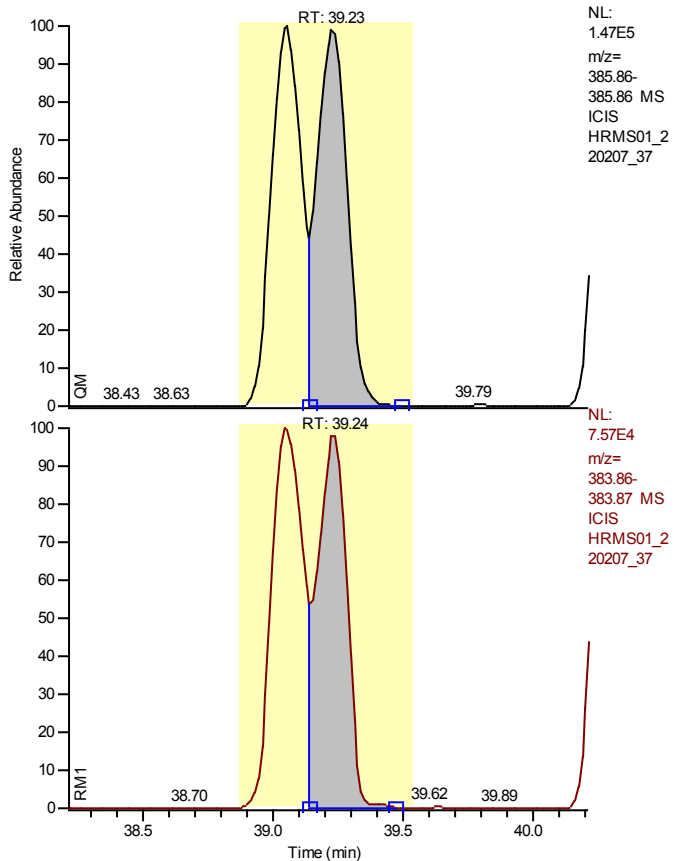 RT: 39.23
NL:
1.47E5
m/z=
385.86-
385.86 MS
ICIS
HRMS01_2
20207_37
100
90
80
70
60
50
40
30
20
10
0
Relative Abundance
QM
38.43 38.63
39.79
RT: 39.24
NL:
7.57E4
m/z=
383.86-
383.87 MS
ICIS
HRMS01_2
20207_37
100
90
80
70
60
50
40
30
20
10
0
RM1
38.70
39.62
39.89
38.5 39.0 39.5 40.0
Time (min)